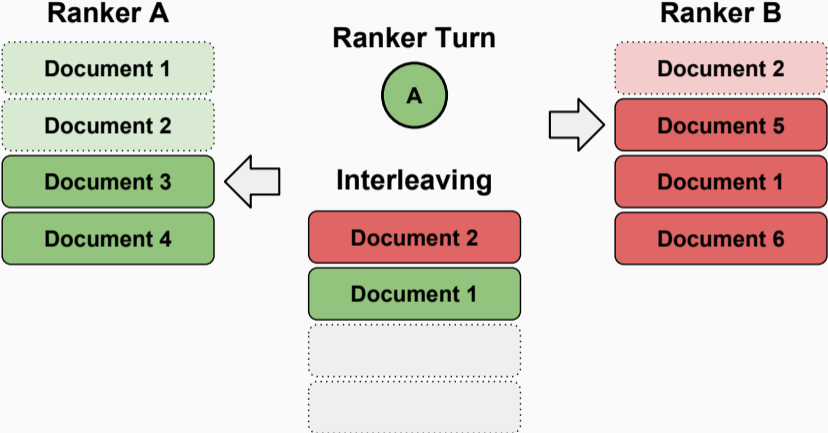 Ranker A
Document 1
Document 2
Document 3
Document 4
Ranker Turn
A
Interleaving
Document 2
Document 1
Ranker B
Document 2
Document 5
Document 1
Document 6